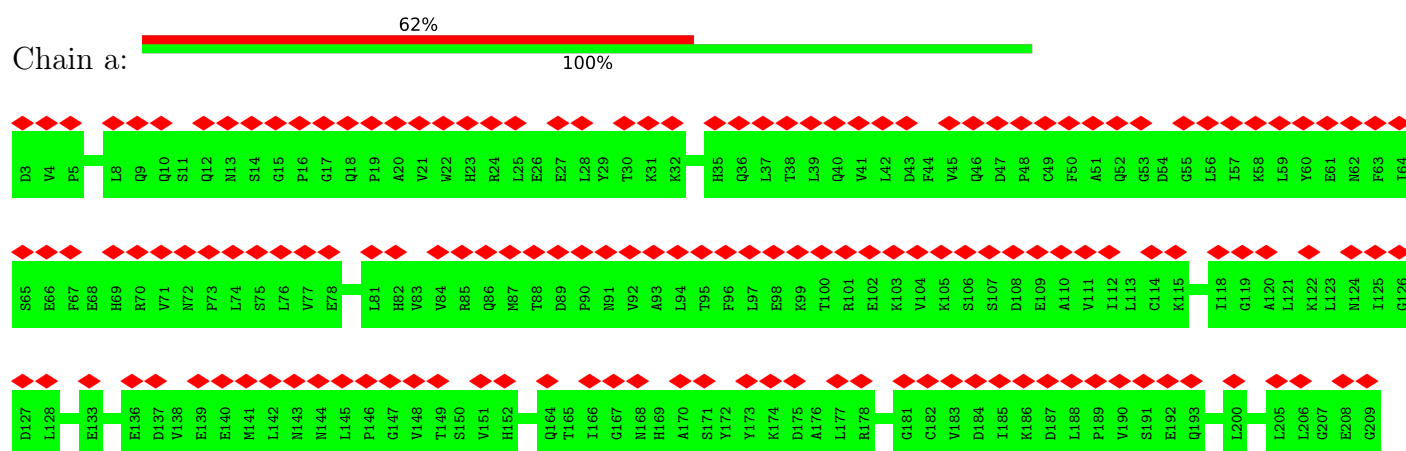 62%
Chain a:
100%
D3 V4 P5 L8 Q9 Q10 S11 Q12 N13 S14 G15 P16 G17 Q18 P19 A20 V21 W22 H23 R24 L25 E26 E27 L28 Y29 T30 K31 K32 H35 Q36 L37 T38 L39 Q40 V41 L42 D43 F44 V45 Q46 D47 P48 C49 F50 A51 Q52 G53 D54 G55 L56 I57 K58 L59 Y60 E61 N62 F63 I64
S65 E66 F67 E68 H69 R70 V71 N72 P73 L74 S75 L76 V77 E78 L81 H82 V83 V84 R85 Q86 M87 T88 D89 P90 N91 V92 A93 L94 T95 F96 L97 E98 K99 T100 R101 E102 K103 V104 K105 S106 S107 D108 E109 A110 V111 I112 L113 C114 K115 I118 G119 A120 L121 K122 L123 N124 I125 G126
D127 L128 E133 E136 D137 V138 E139 E140 M141 L142 N143 N144 L145 P146 G147 V148 T149 S150 V151 H152 Q164 T165 I166 G167 N168 H169 A170 S171 Y172 Y173 K174 D175 A176 L177 R178 G181 C182 V183 D184 I185 K186 D187 L188 P189 V190 S191 E192 Q193 L200 L205 L206 G207 E208 G209